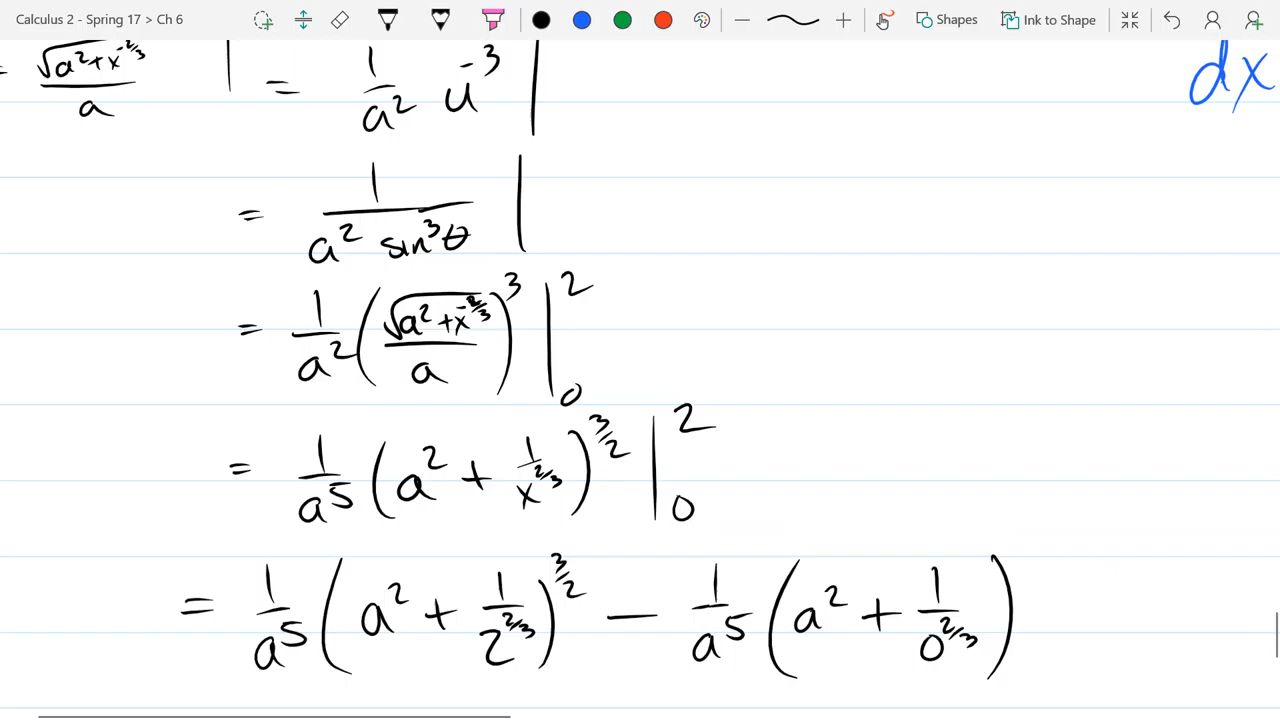 Calculus 2 - Spring 17 > Ch 6 Shapes Ink to Shape
= √(a² + x^(-2/3)) / a | = 1/a² u⁻³ | dx
= 1 / (a² sin³θ) |
= 1/a² (√(a² + x^(-2/3)) / a)³ |₀²
= 1/a⁵ (a² + 1/x^(2/3))^(3/2) |₀²
= 1/a⁵ (a² + 1/2^(2/3))^(3/2) − 1/a⁵ (a² + 1/0^(2/3))